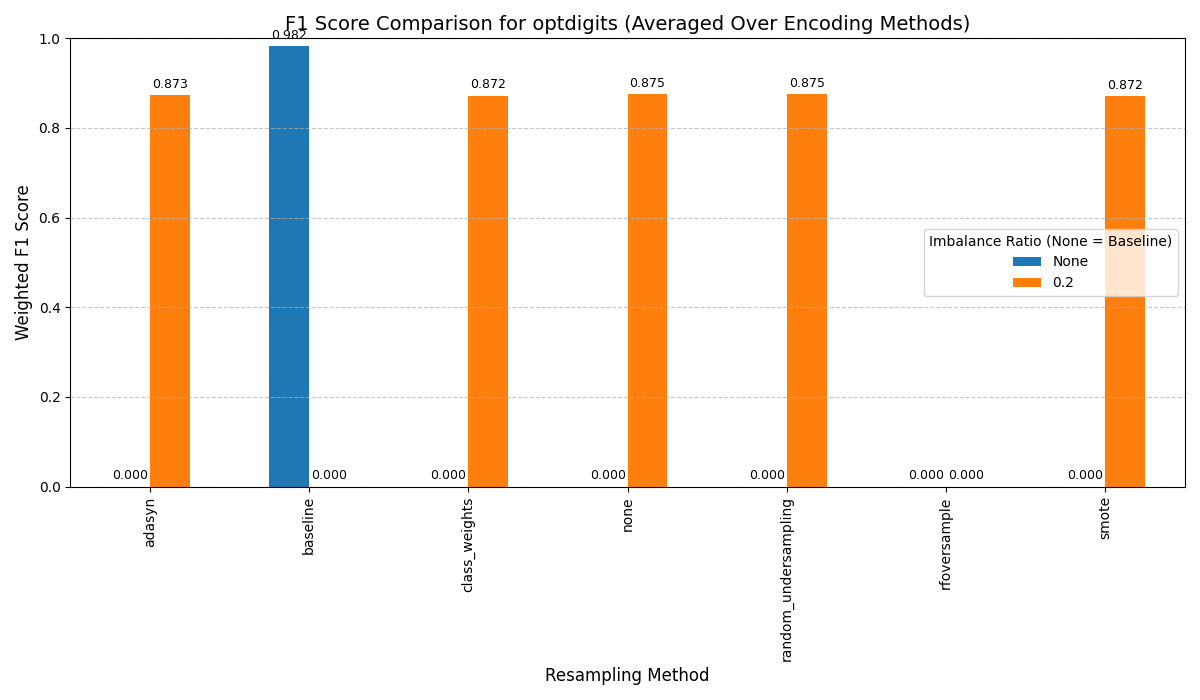 F1 Score Comparison for optdigits (Averaged Over Encoding Methods)
Weighted F1 Score
1.0
0.8
0.6
0.4
0.2
0.0
0.000 0.873
0.982 0.000
0.000 0.872
0.000 0.875
0.000 0.875
0.000 0.000
0.000 0.872
Imbalance Ratio (None = Baseline)
None
0.2
adasyn
baseline
class_weights
none
random_undersampling
rfoversample
smote
Resampling Method